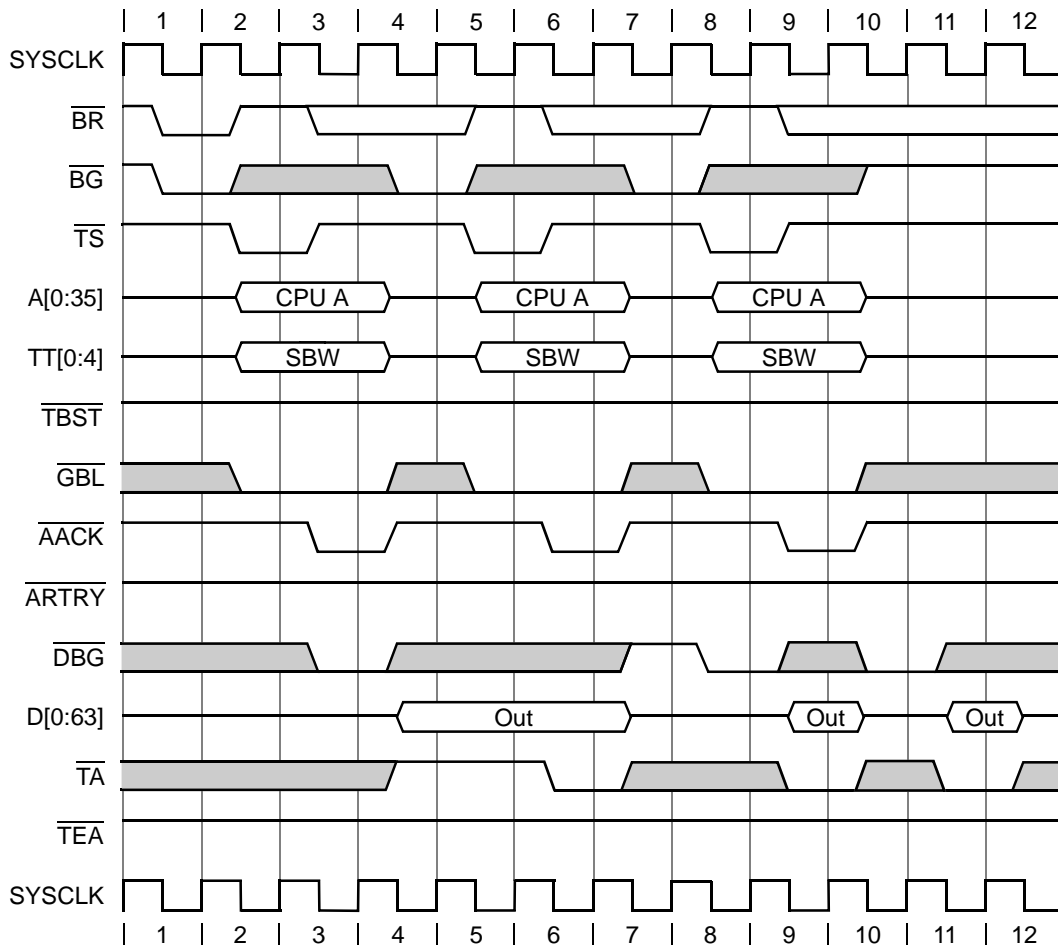 1 2 3 4 5 6 7 8 9 10 11 12
SYSCLK
BR
BG
TS
A[0:35] CPU A CPU A CPU A
TT[0:4] SBW SBW SBW
TBST
GBL
AACK
ARTRY
DBG
D[0:63] Out Out Out
TA
TEA
SYSCLK
1 2 3 4 5 6 7 8 9 10 11 12